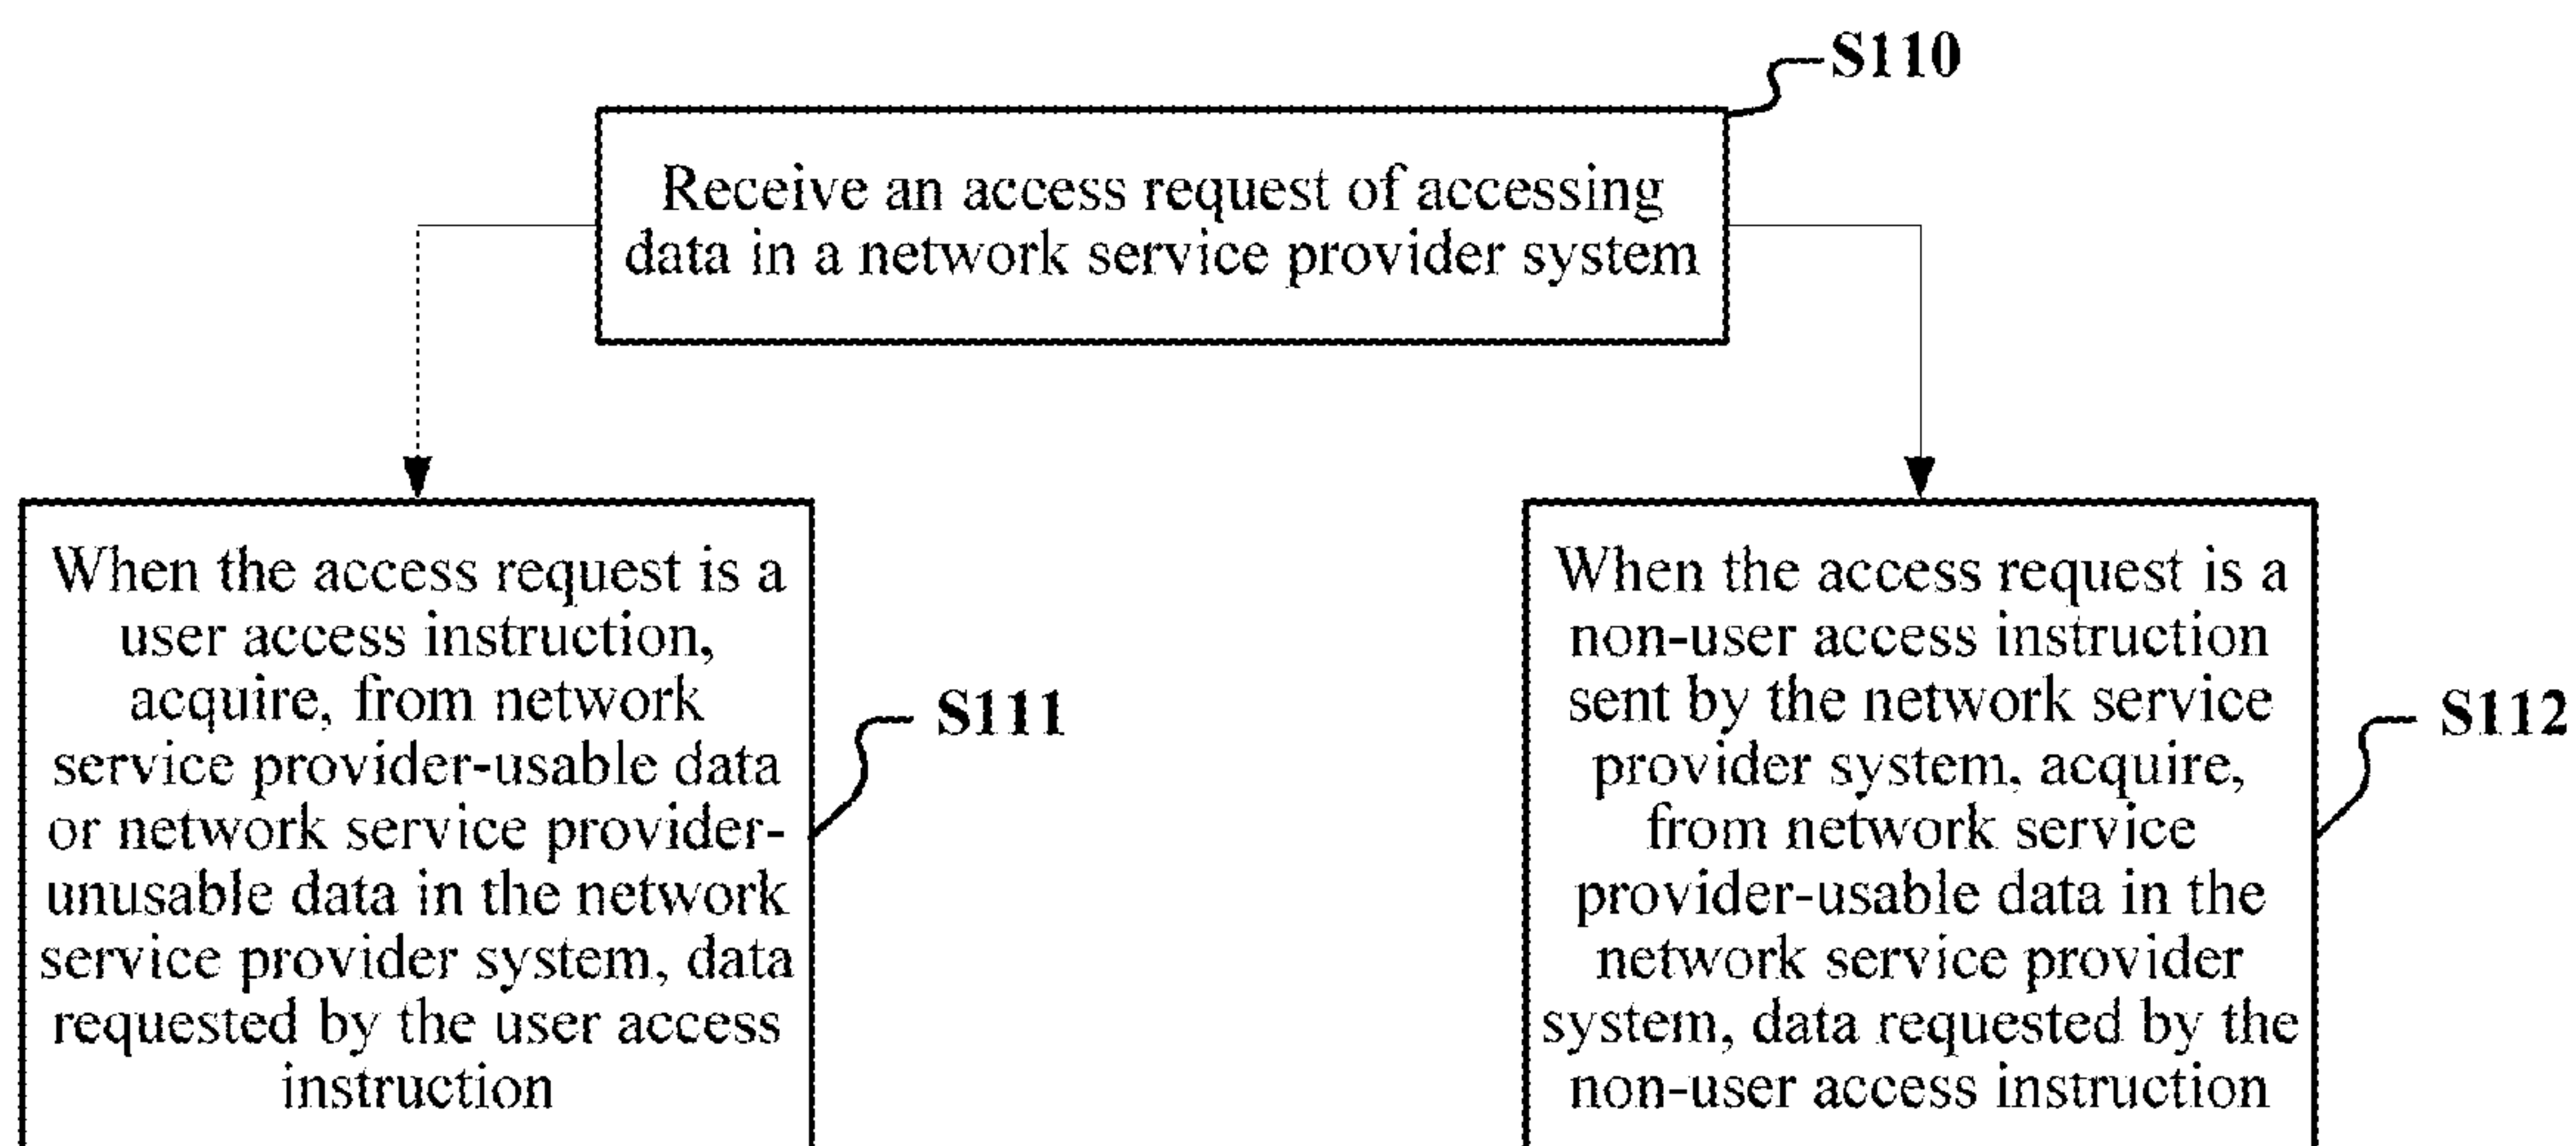 S110
Receive an access request of accessing
data in a network service provider system
When the access request is a
user access instruction,
acquire, from network
service provider-usable data
or network service provider-
unusable data in the network
service provider system, data
requested by the user access
instruction
S111
When the access request is a
non-user access instruction
sent by the network service
provider system, acquire,
from network service
provider-usable data in the
network service provider
system, data requested by the
non-user access instruction
S112